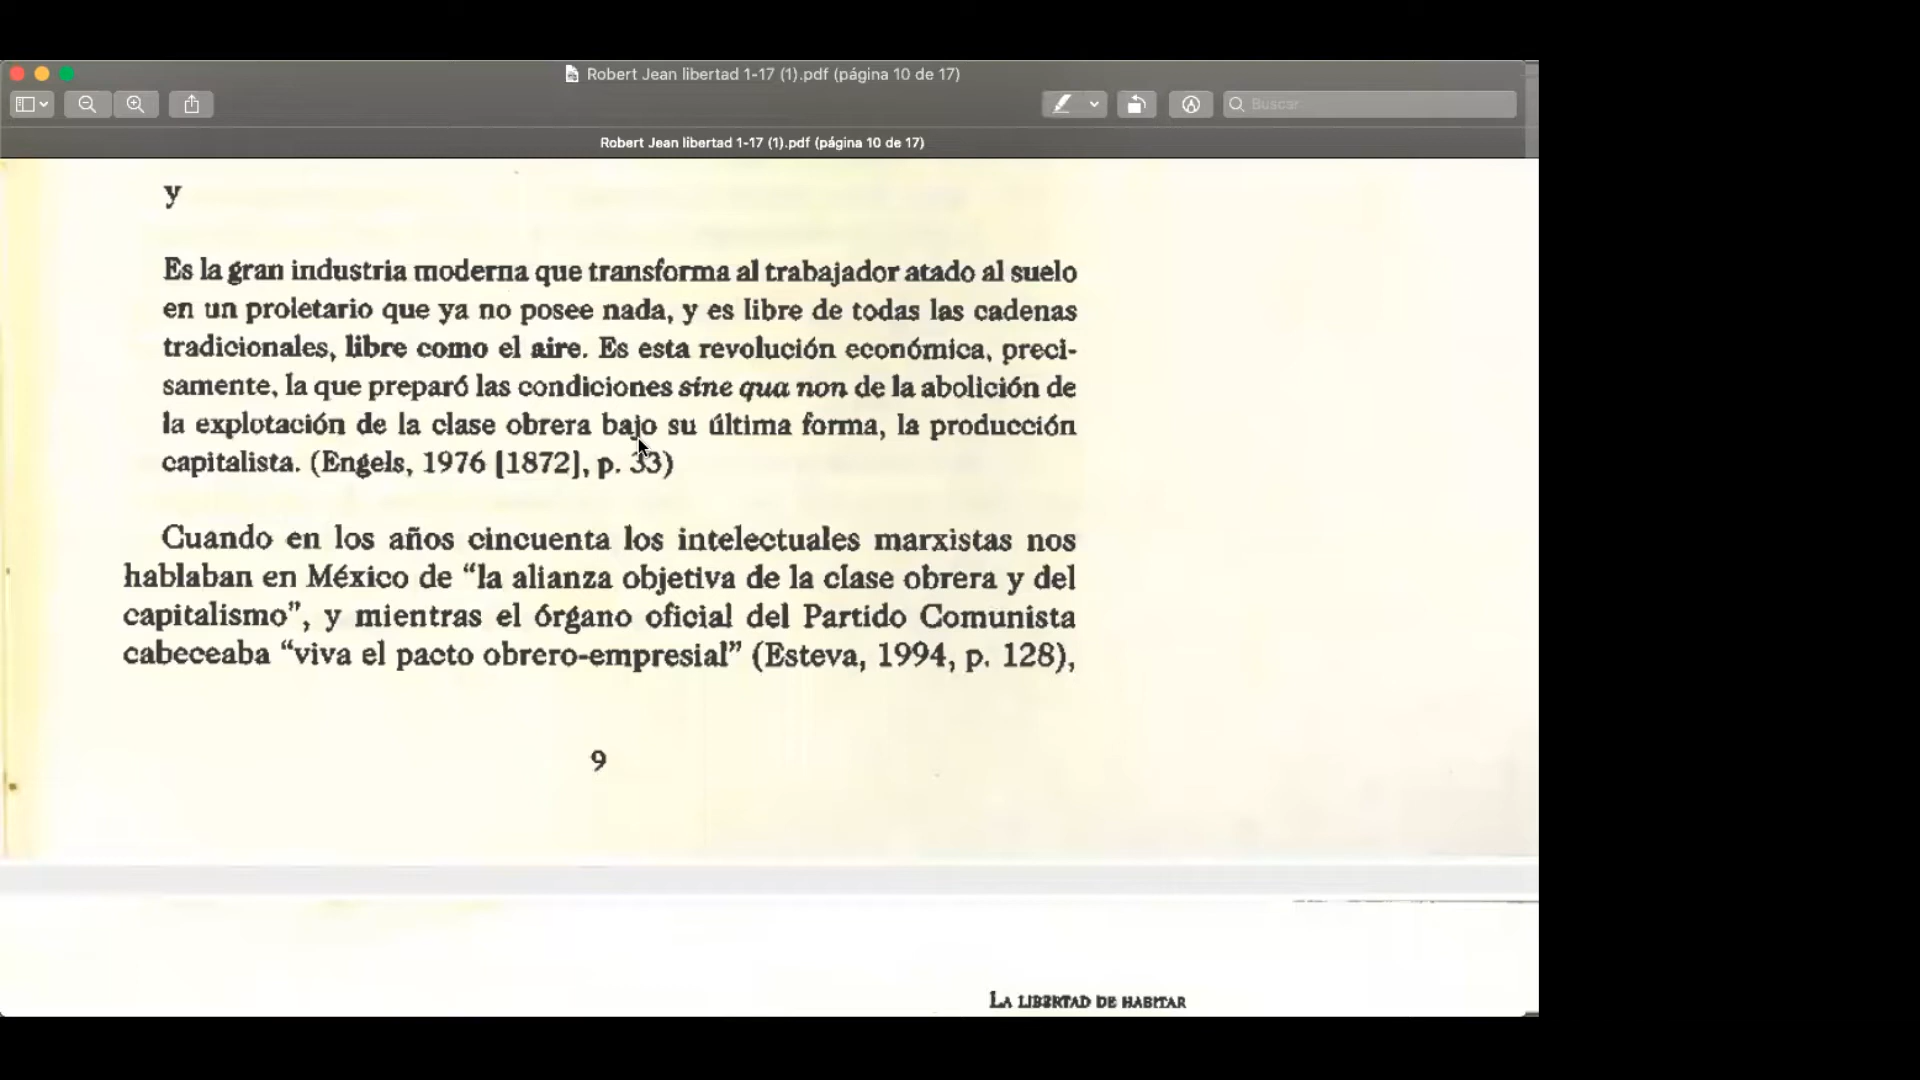 Robert Jean libertad 1-17 (1).pdf (página 10 de 17)
Buscar
Robert Jean libertad 1-17 (1).pdf (página 10 de 17)
y
Es la gran industria moderna que transforma al trabajador atado al suelo
en un proletario que ya no posee nada, y es libre de todas las cadenas
tradicionales, libre como el aire. Es esta revolución económica, preci-
samente, la que preparó las condiciones sine qua non de la abolición de
la explotación de la clase obrera bajo su última forma, la producción
capitalista. (Engels, 1976 [1872], p. 33)
Cuando en los años cincuenta los intelectuales marxistas nos
hablaban en México de “la alianza objetiva de la clase obrera y del
capitalismo”, y mientras el órgano oficial del Partido Comunista
cabeceaba “viva el pacto obrero-empresial” (Esteva, 1994, p. 128),
9
LA LIBERTAD DE HABITAR